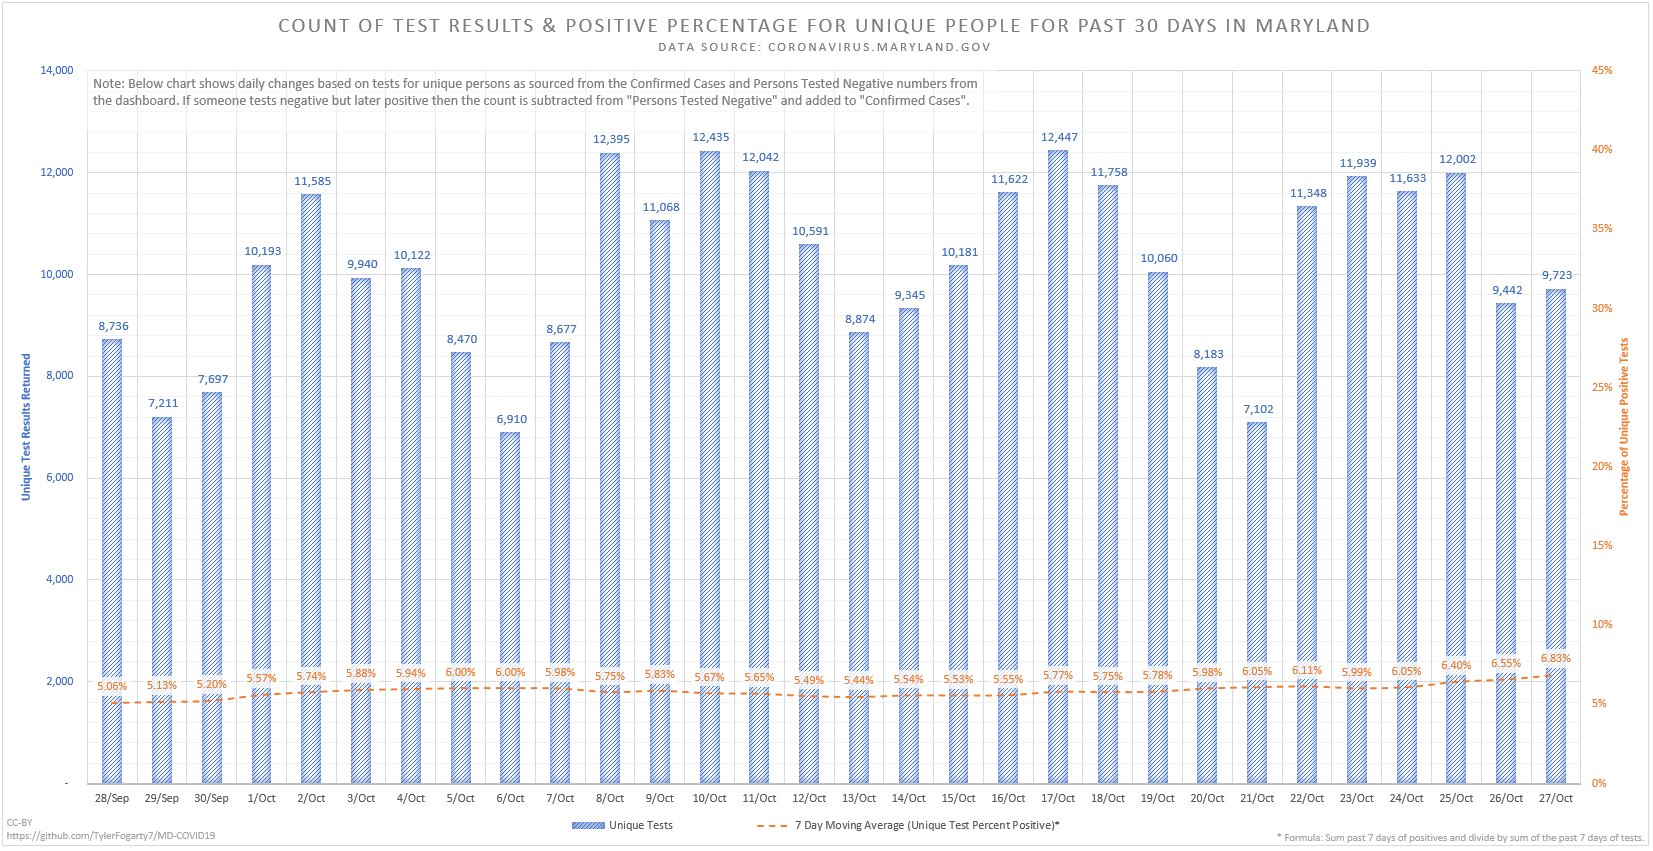 COUNT OF TEST RESULTS & POSITIVE PERCENTAGE FOR UNIQUE PEOPLE FOR PAST 30 DAYS IN MARYLAND
DATA SOURCE: CORONAVIRUS.MARYLAND.GOV
Note: Below chart shows daily changes based on tests for unique persons as sourced from the Confirmed Cases and Persons Tested Negative numbers from
the dashboard. If someone tests negative but later positive then the count is subtracted from "Persons Tested Negative" and added to "Confirmed Cases".
Unique Test Results Returned
14,000
12,000
10,000
8,000
6,000
4,000
2,000
-
8,736 7,211 7,697 10,193 11,585 9,940 10,122 8,470 6,910 8,677 12,395 11,068 12,435 12,042 10,591 8,874 9,345 10,181 11,622 12,447 11,758 10,060 8,183 7,102 11,348 11,939 11,633 12,002 9,442 9,723
5.06% 5.13% 5.20% 5.57% 5.74% 5.88% 5.94% 6.00% 6.00% 5.98% 5.75% 5.83% 5.67% 5.65% 5.49% 5.44% 5.54% 5.53% 5.55% 5.77% 5.75% 5.78% 5.98% 6.05% 6.11% 5.99% 6.05% 6.40% 6.55% 6.83%
45%
40%
35%
30%
25%
20%
15%
10%
5%
0%
Percentage of Unique Positive Tests
28/Sep 29/Sep 30/Sep 1/Oct 2/Oct 3/Oct 4/Oct 5/Oct 6/Oct 7/Oct 8/Oct 9/Oct 10/Oct 11/Oct 12/Oct 13/Oct 14/Oct 15/Oct 16/Oct 17/Oct 18/Oct 19/Oct 20/Oct 21/Oct 22/Oct 23/Oct 24/Oct 25/Oct 26/Oct 27/Oct
Unique Tests 7 Day Moving Average (Unique Test Percent Positive)*
CC-BY
https://github.com/TylerFogarty7/MD-COVID19
* Formula: Sum past 7 days of positives and divide by sum of the past 7 days of tests.